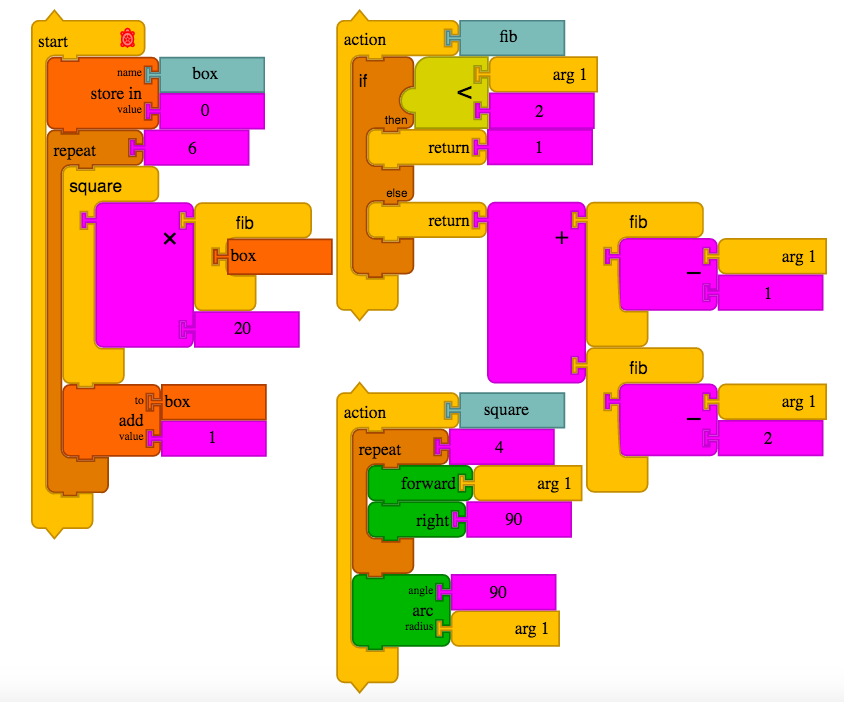 start
name box
store in
value 0
repeat 6
square
× fib
box
20
to box
add
value 1
action fib
if arg 1
<
2
then
return 1
else
return
+ fib
− arg 1
1
fib
− arg 1
2
action square
repeat 4
forward arg 1
right 90
angle 90
arc
radius arg 1